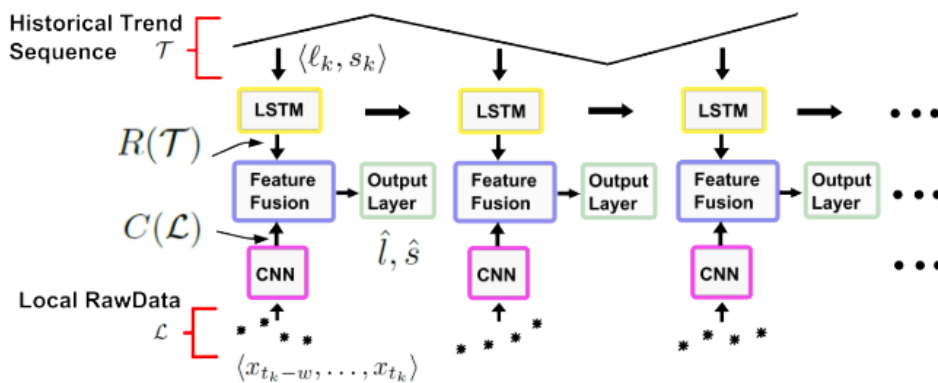 Historical Trend
Sequence
𝒯
⟨ℓ_k, s_k⟩
LSTM LSTM LSTM
R(𝒯)
Feature Fusion Output Layer Feature Fusion Output Layer Feature Fusion Output Layer
C(ℒ)
l̂, ŝ
CNN CNN CNN
Local RawData
ℒ
⟨x_{t_k−w}, . . . , x_{t_k}⟩